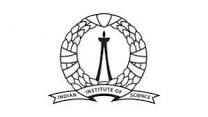 INDIAN INSTITUTE OF SCIENCE